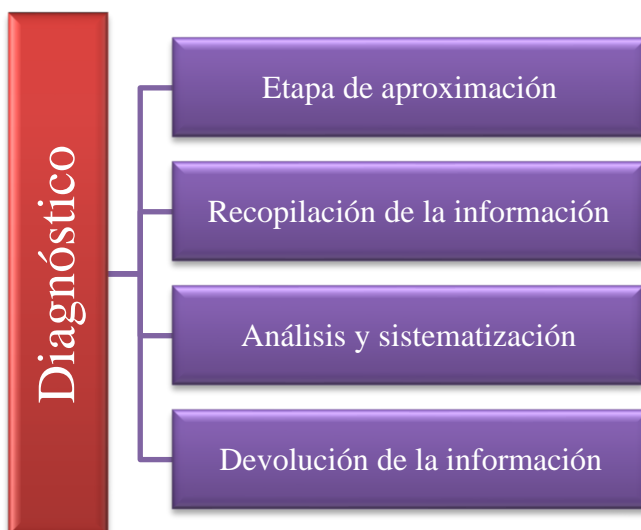 Diagnóstico
Etapa de aproximación
Recopilación de la información
Análisis y sistematización
Devolución de la información